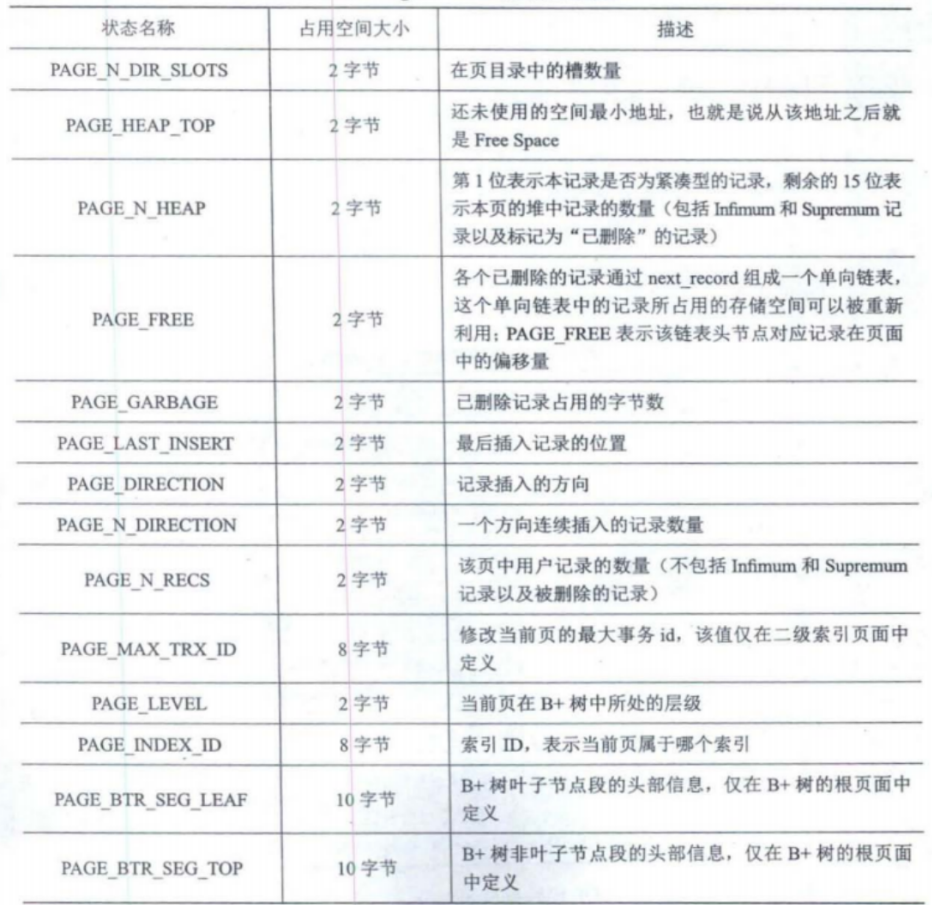 状态名称 占用空间大小 描述
PAGE_N_DIR_SLOTS 2字节 在页目录中的槽数量
PAGE_HEAP_TOP 2字节 还未使用的空间最小地址，也就是说从该地址之后就
是 Free Space
PAGE_N_HEAP 2字节 第1位表示本记录是否为紧凑型的记录，剩余的15位表
示本页的堆中记录的数量（包括 Infimum 和 Supremum 记
录以及标记为“已删除”的记录）
PAGE_FREE 2字节 各个已删除的记录通过 next_record 组成一个单向链表，
这个单向链表中的记录所占用的存储空间可以被重新
利用；PAGE_FREE 表示该链表头节点对应记录在页面
中的偏移量
PAGE_GARBAGE 2字节 已删除记录占用的字节数
PAGE_LAST_INSERT 2字节 最后插入记录的位置
PAGE_DIRECTION 2字节 记录插入的方向
PAGE_N_DIRECTION 2字节 一个方向连续插入的记录数量
PAGE_N_RECS 2字节 该页中用户记录的数量（不包括 Infimum 和 Supremum
记录以及被删除的记录）
PAGE_MAX_TRX_ID 8字节 修改当前页的最大事务 id，该值仅在二级索引页面中
定义
PAGE_LEVEL 2字节 当前页在 B+ 树中所处的层级
PAGE_INDEX_ID 8字节 索引 ID，表示当前页属于哪个索引
PAGE_BTR_SEG_LEAF 10字节 B+ 树叶子节点段的头部信息，仅在 B+ 树的根页面中
定义
PAGE_BTR_SEG_TOP 10字节 B+ 树非叶子节点段的头部信息，仅在 B+ 树的根页面
中定义